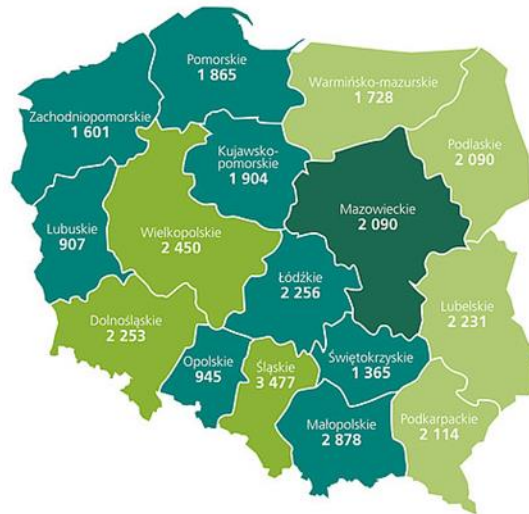 Pomorskie
1 865
Warmińsko-mazurskie
1 728
Zachodniopomorskie
1 601
Podlaskie
2 090
Kujawsko-
pomorskie
1 904
Mazowieckie
2 090
Lubuskie
907
Wielkopolskie
2 450
Łódźkie
2 256
Lubelskie
2 231
Dolnośląskie
2 253
Opolskie
945
Śląskie
3 477
Świętokrzyskie
1 365
Małopolskie
2 878
Podkarpackie
2 114